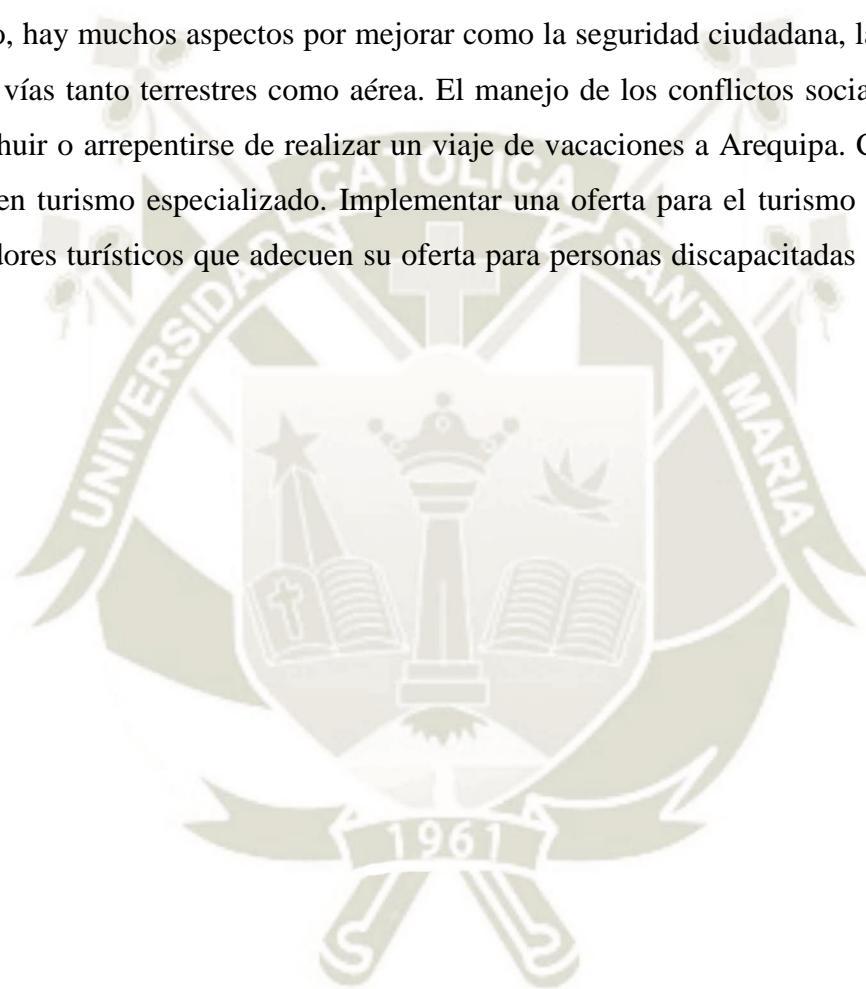 o, hay muchos aspectos por mejorar como la seguridad ciudadana, la
vías tanto terrestres como aérea. El manejo de los conflictos socia
huir o arrepentirse de realizar un viaje de vacaciones a Arequipa. C
en turismo especializado. Implementar una oferta para el turismo
dores turísticos que adecuen su oferta para personas discapacitadas
UNIVERSIDAD CATOLICA SANTA MARIA
1961